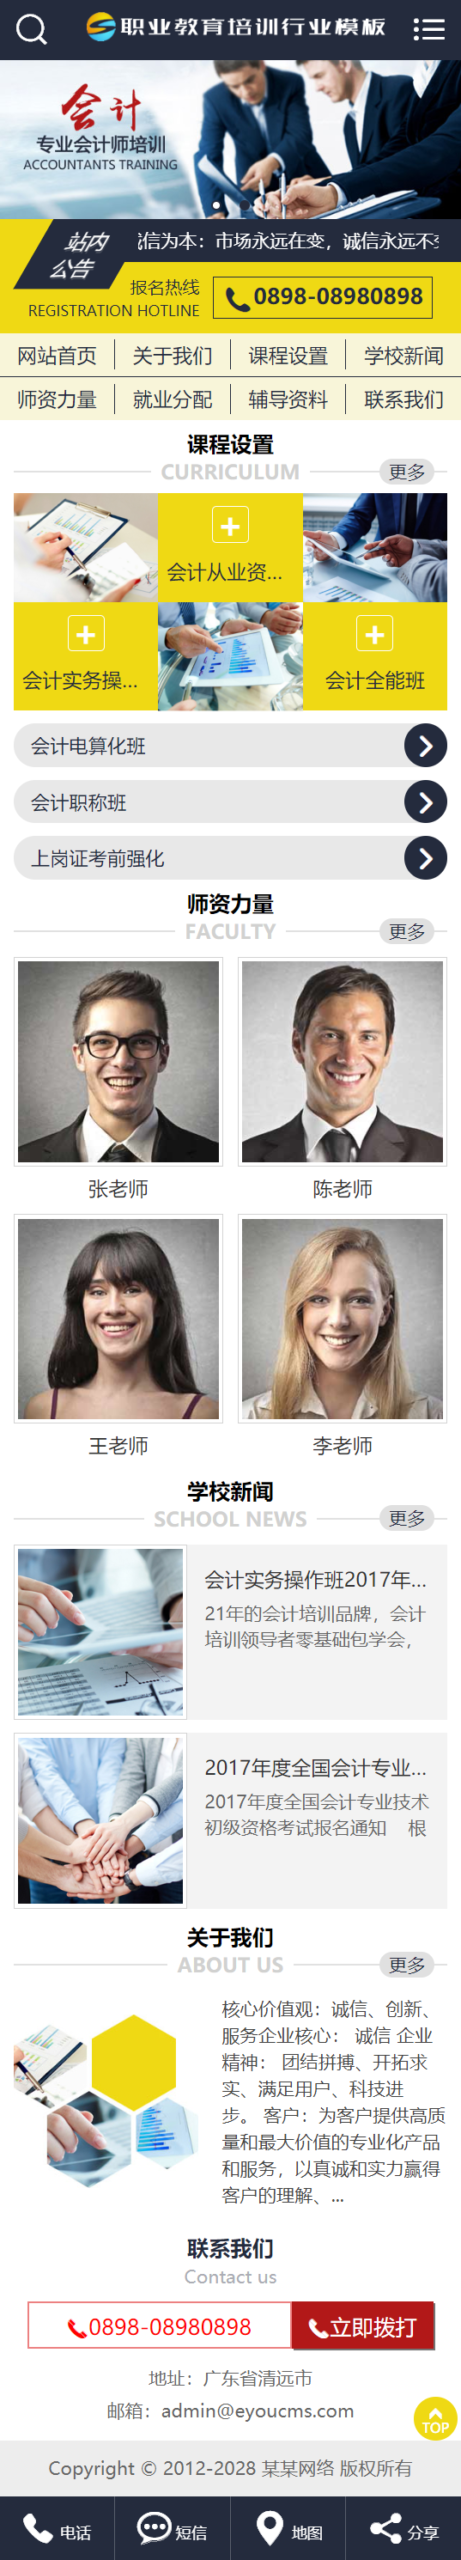 职业教育培训行业模板
会计
专业会计师培训
ACCOUNTANTS TRAINING
站内
公告
信为本：市场永远在变，诚信永远不
报名热线
REGISTRATION HOTLINE
0898-08980898
网站首页 关于我们 课程设置 学校新闻
师资力量 就业分配 辅导资料 联系我们
课程设置
CURRICULUM
更多
会计从业资...
会计实务操...
会计全能班
会计电算化班
会计职称班
上岗证考前强化
师资力量
FACULTY
更多
张老师
陈老师
王老师
李老师
学校新闻
SCHOOL NEWS
更多
会计实务操作班2017年...
21年的会计培训品牌，会计
培训领导者零基础包学会，
2017年度全国会计专业...
2017年度全国会计专业技术
初级资格考试报名通知 根
关于我们
ABOUT US
更多
核心价值观：诚信、创新、
服务企业核心： 诚信 企业
精神： 团结拼搏、开拓求
实、满足用户、科技进
步。 客户：为客户提供高质
量和最大价值的专业化产品
和服务，以真诚和实力赢得
客户的理解、...
联系我们
Contact us
0898-08980898
立即拨打
地址：广东省清远市
邮箱：admin@eyoucms.com
TOP
Copyright © 2012-2028 某某网络 版权所有
电话 短信 地图 分享